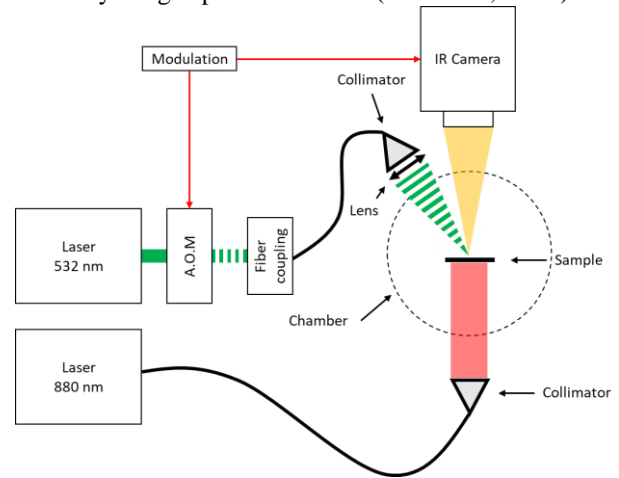 Modulation
IR Camera
Collimator
Lens
Laser
532 nm
A.O.M
Fiber
coupling
Sample
Chamber
Laser
880 nm
Collimator